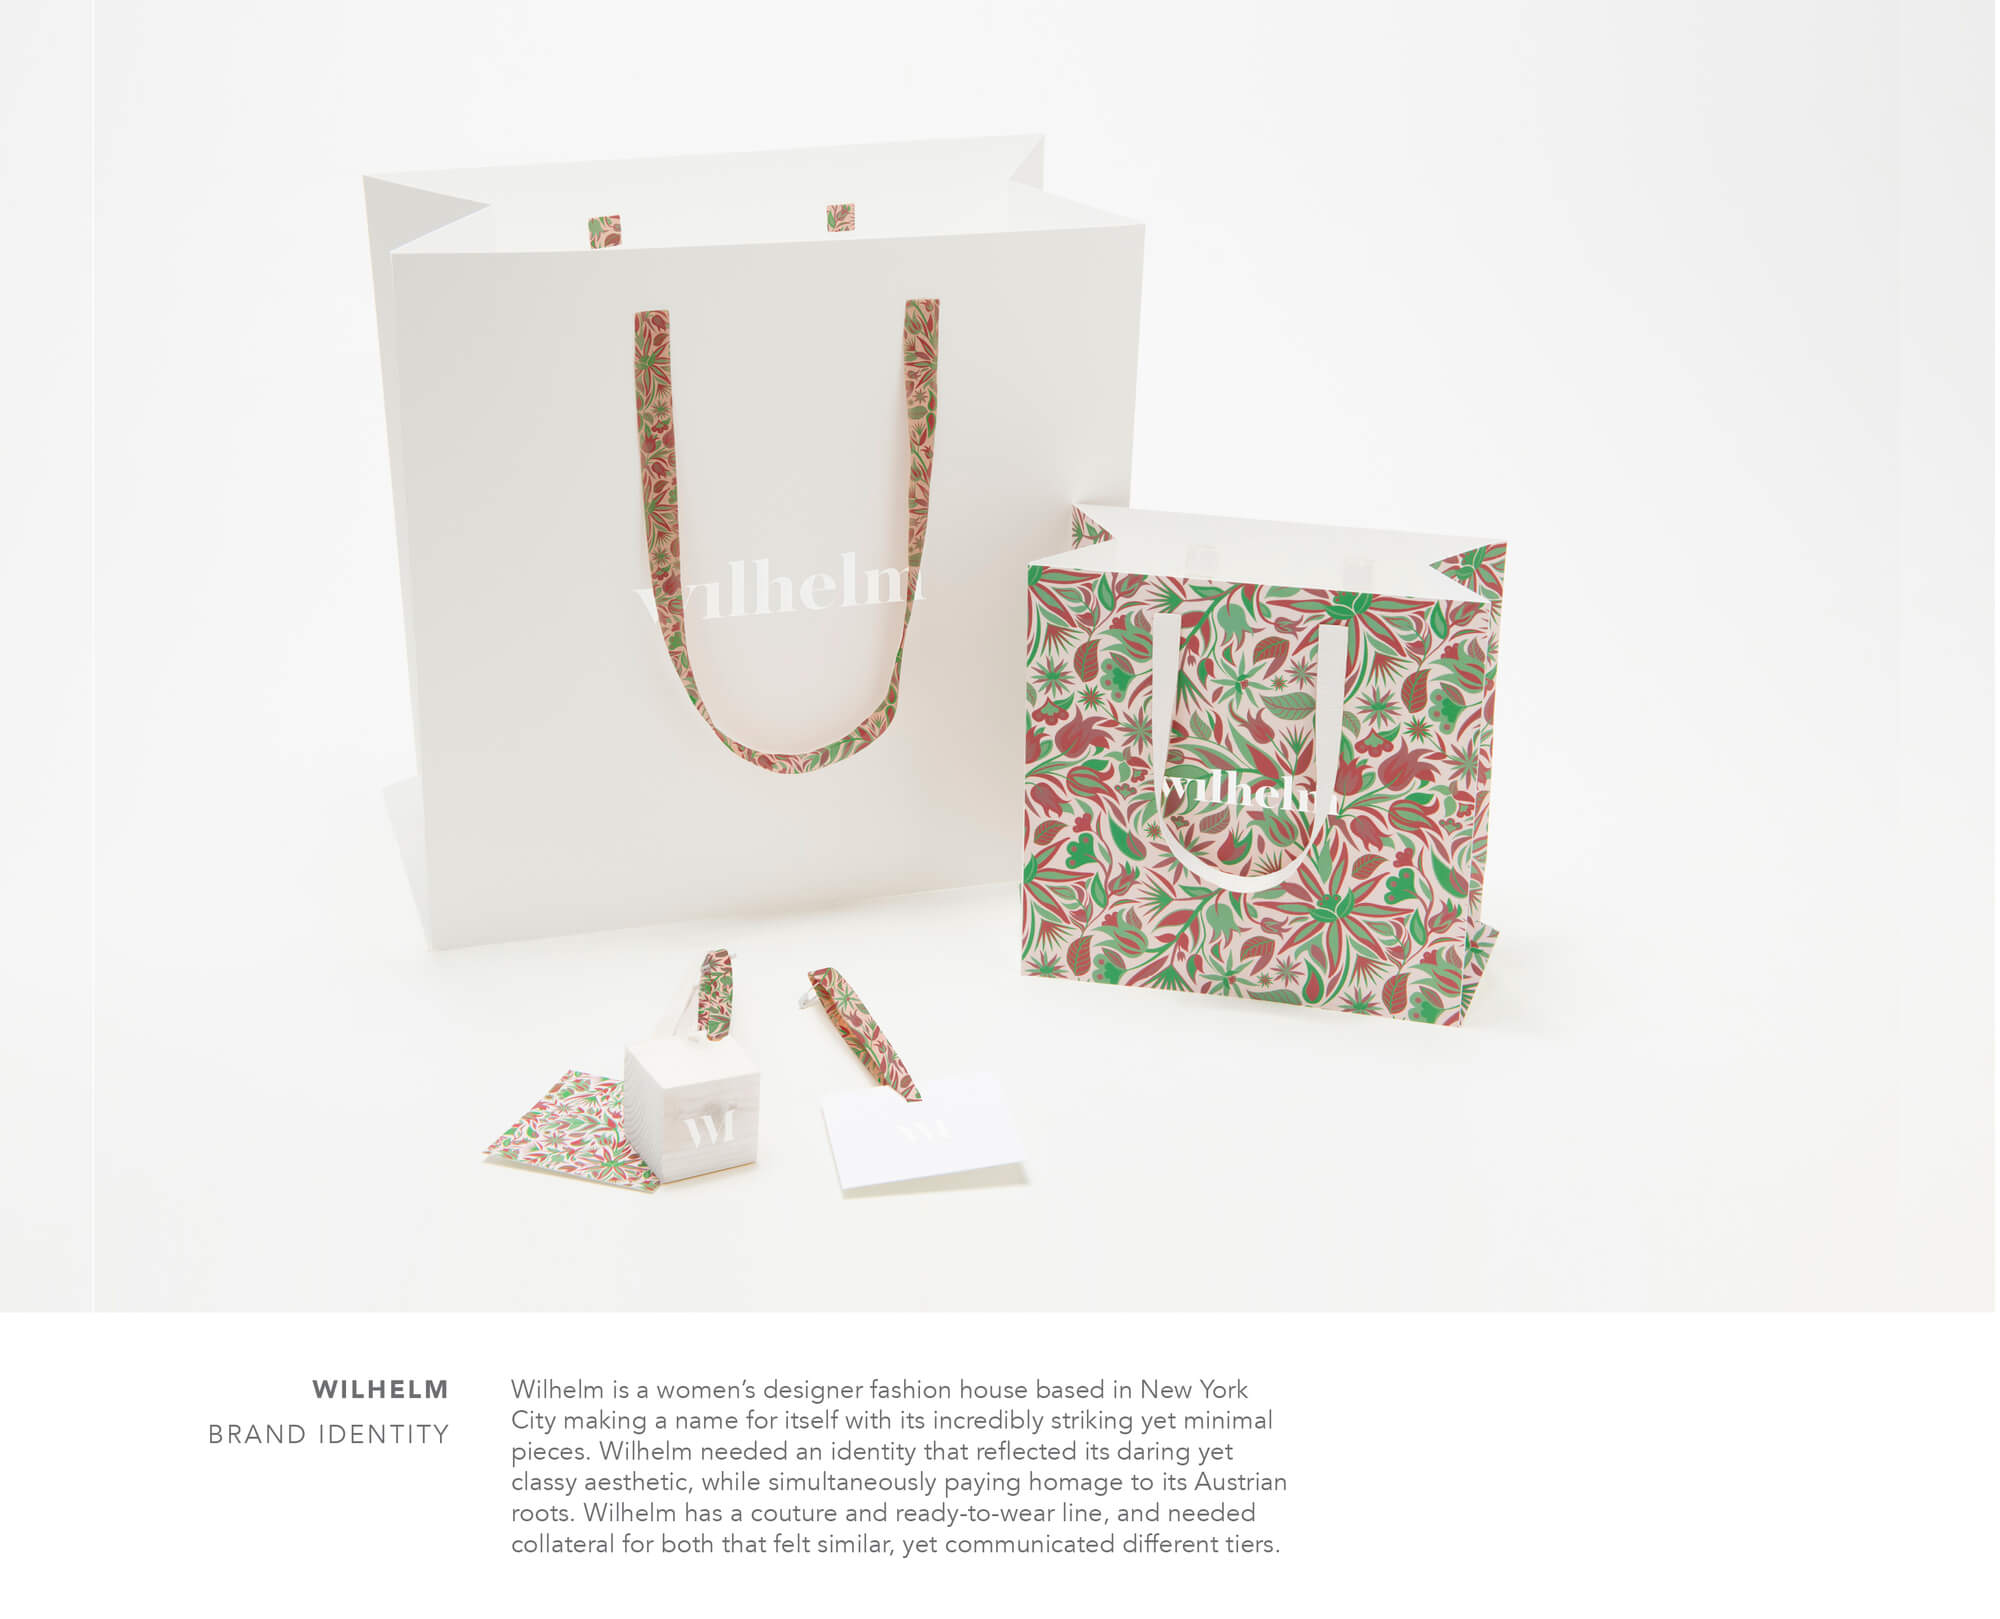 wilhelm
wilhelm
W
W
WILHELM
BRAND IDENTITY
Wilhelm is a women’s designer fashion house based in New York
City making a name for itself with its incredibly striking yet minimal
pieces. Wilhelm needed an identity that reflected its daring yet
classy aesthetic, while simultaneously paying homage to its Austrian
roots. Wilhelm has a couture and ready-to-wear line, and needed
collateral for both that felt similar, yet communicated different tiers.